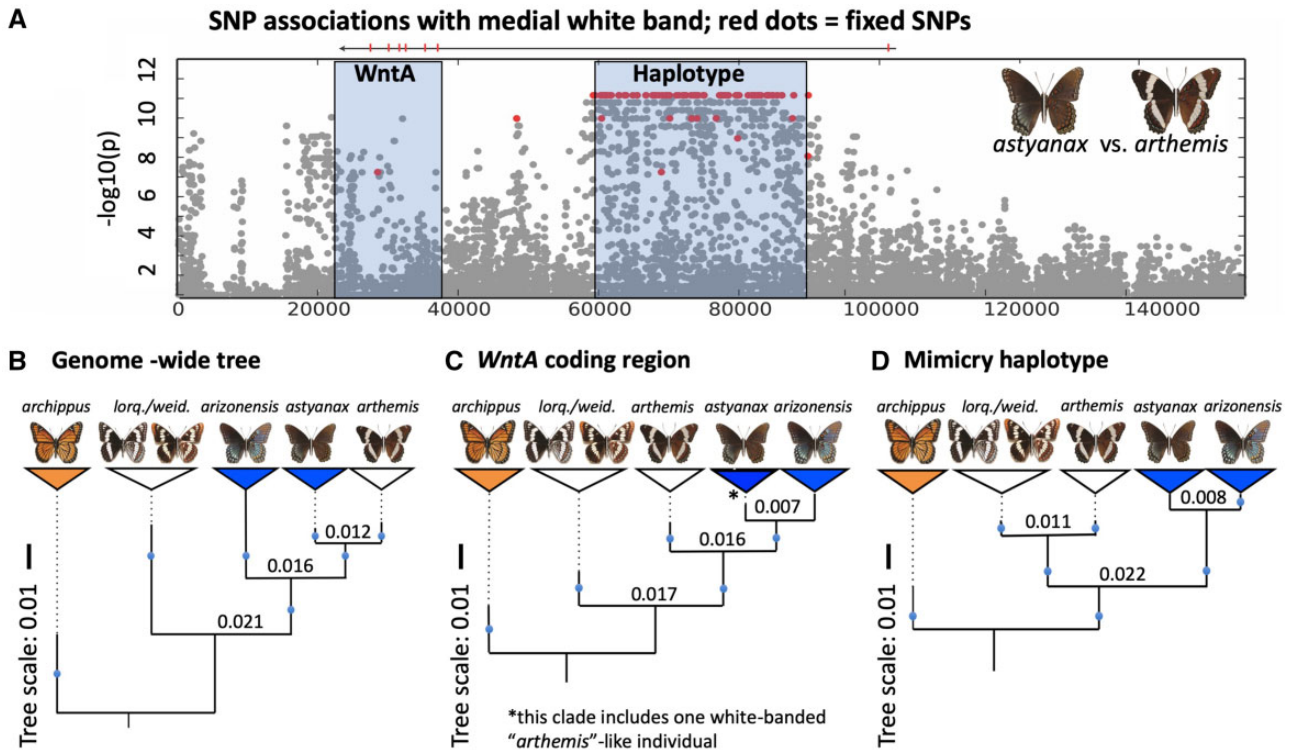 A
SNP associations with medial white band; red dots = fixed SNPs
WntA
Haplotype
astyanax vs. arthemis
-log10(p)
12
10
8
6
4
2
0 20000 40000 60000 80000 100000 120000 140000
B Genome -wide tree
archippus lorq./weid. arizonensis astyanax arthemis
0.012
0.016
0.021
Tree scale: 0.01
C WntA coding region
archippus lorq./weid. arthemis astyanax arizonensis
*
0.007
0.016
0.017
Tree scale: 0.01
*this clade includes one white-banded
“arthemis”-like individual
D Mimicry haplotype
archippus lorq./weid. arthemis astyanax arizonensis
0.008
0.011
0.022
Tree scale: 0.01